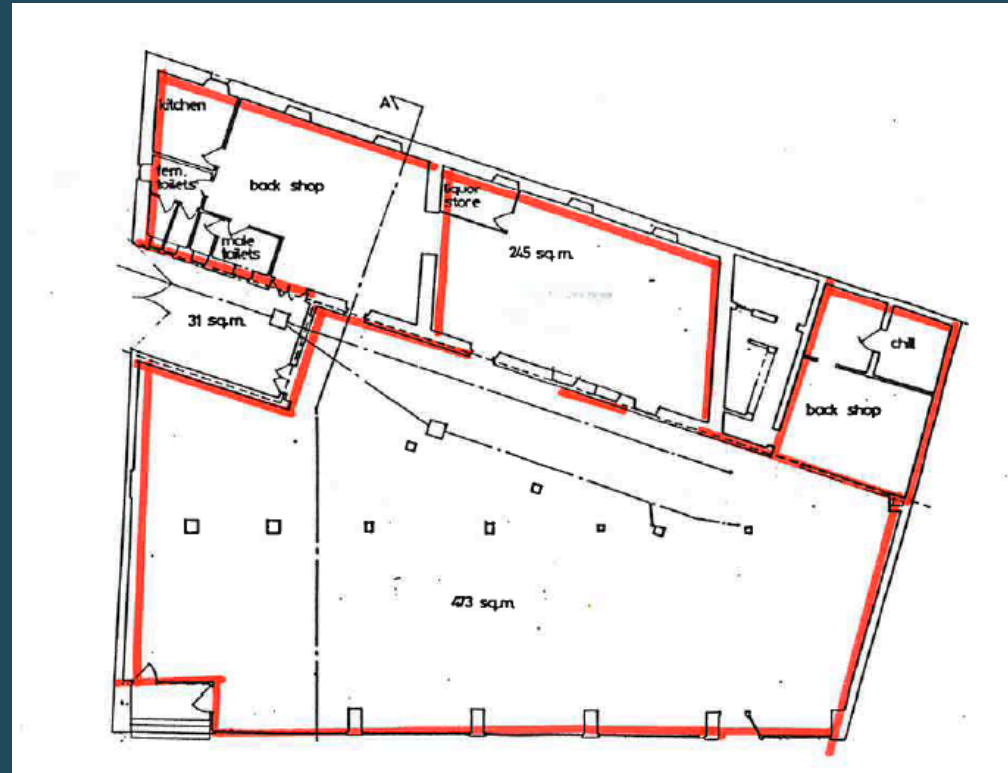 A
kitchen
fem.
toilets
back shop
male
toilets
liquor
store
245 sq.m.
31 sq.m.
chill
back shop
473 sq.m.